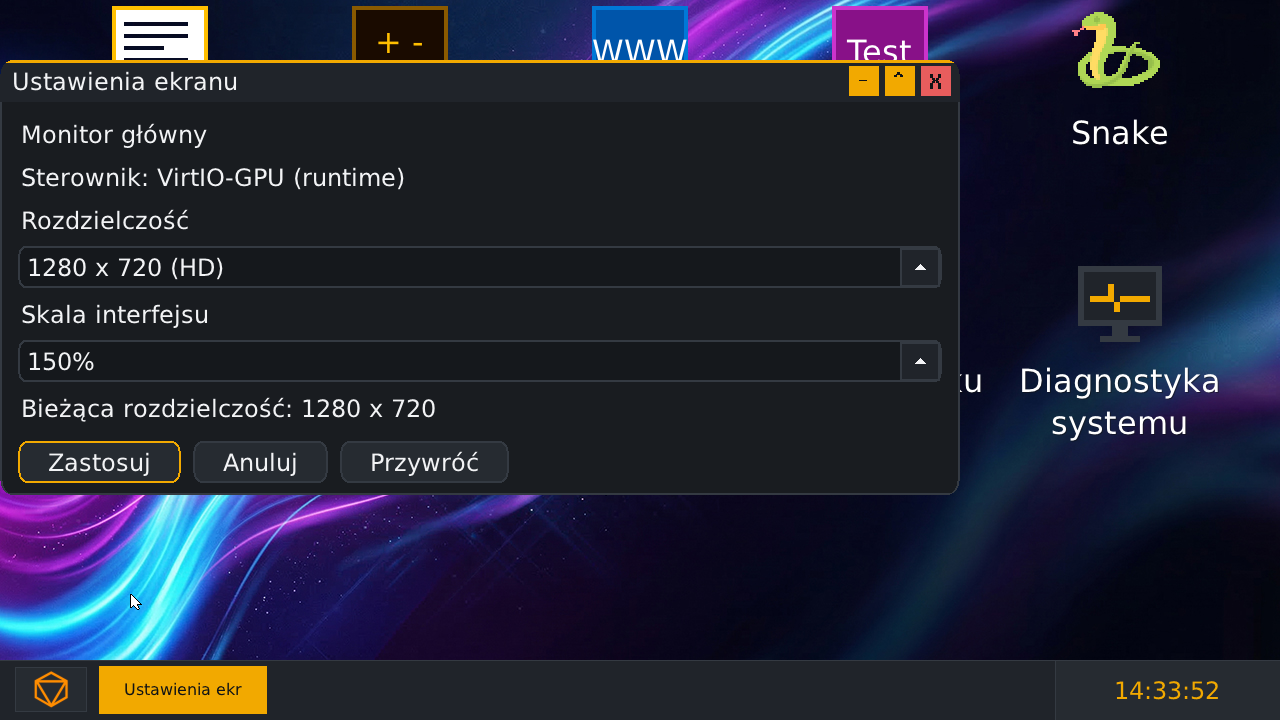 + -
WWW
Test
Ustawienia ekranu
Snake
Monitor główny
Sterownik: VirtIO-GPU (runtime)
Rozdzielczość
1280 x 720 (HD)
Skala interfejsu
150%
ku
Diagnostyka
systemu
Bieżąca rozdzielczość: 1280 x 720
Zastosuj
Anuluj
Przywróć
Ustawienia ekr
14:33:52